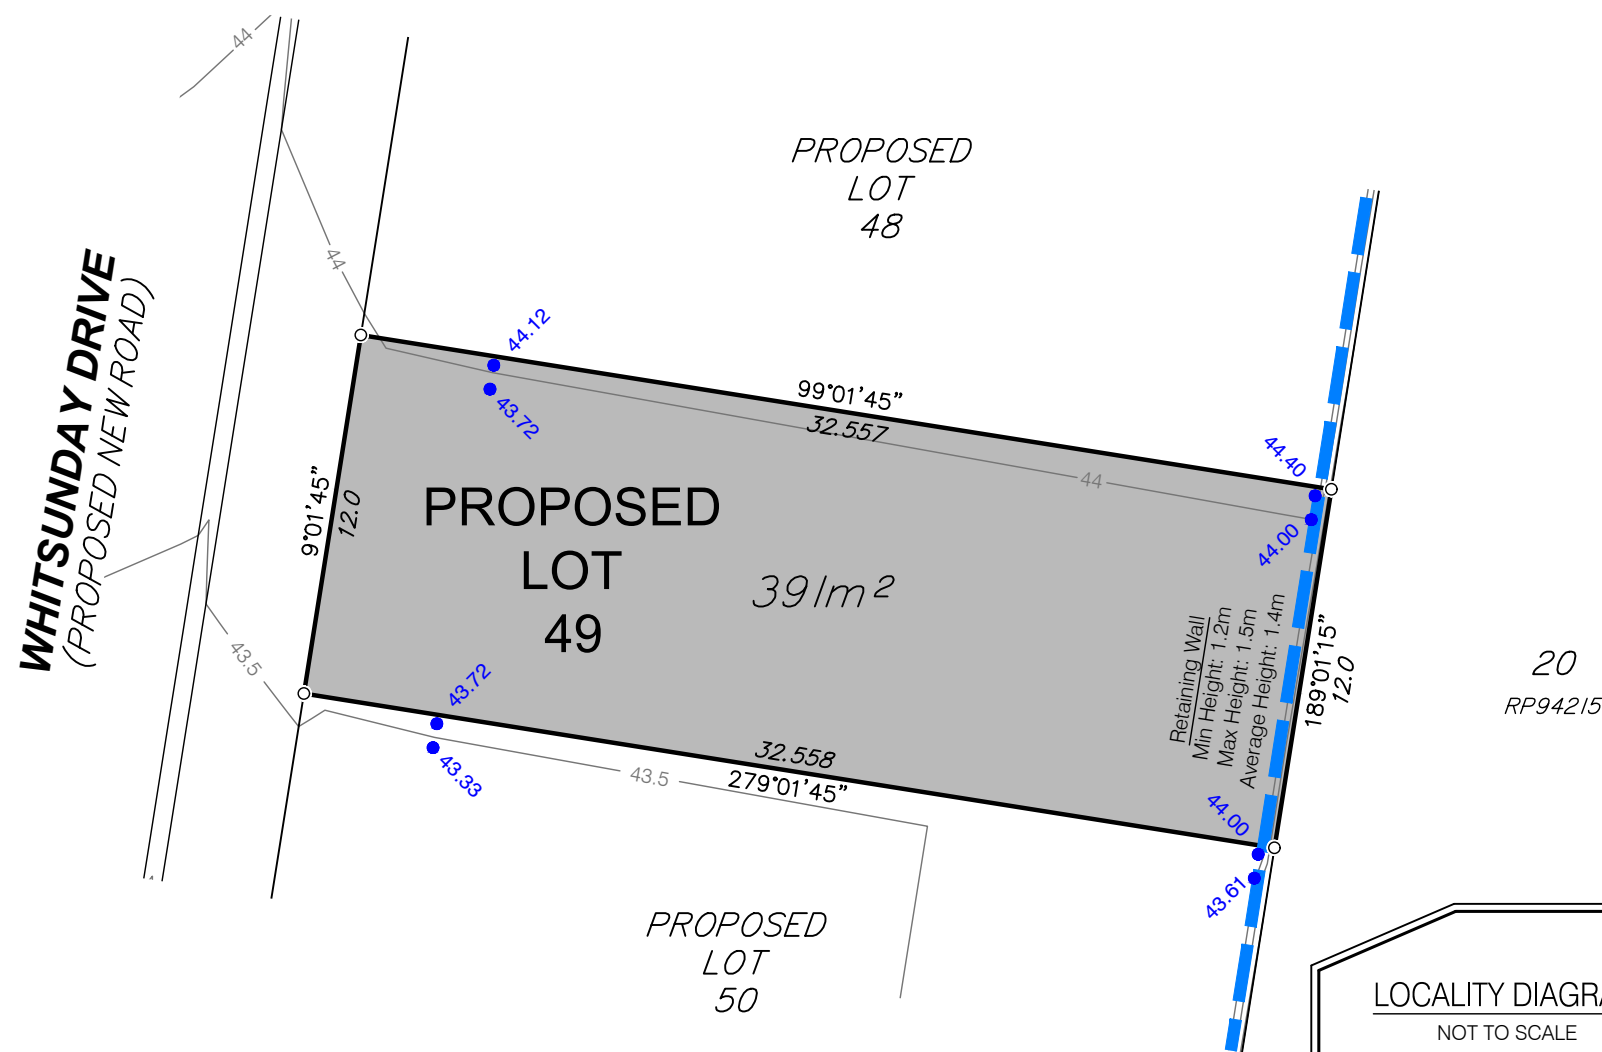 44
PROPOSED
LOT
48
44
WHITSUNDAY DRIVE
(PROPOSED NEW ROAD)
44.12
43.72
99°01'45"
32.557
44
44.40
44.00
9°01'45"
12.0
PROPOSED
LOT
49
391m²
Retaining Wall
Min Height: 1.2m
Max Height: 1.5m
Average Height: 1.4m
189°01'15"
12.0
20
RP94215
43.5
43.72
43.33
43.5
32.558
279°01'45"
44.00
43.61
PROPOSED
LOT
50
LOCALITY DIAGRA
NOT TO SCALE